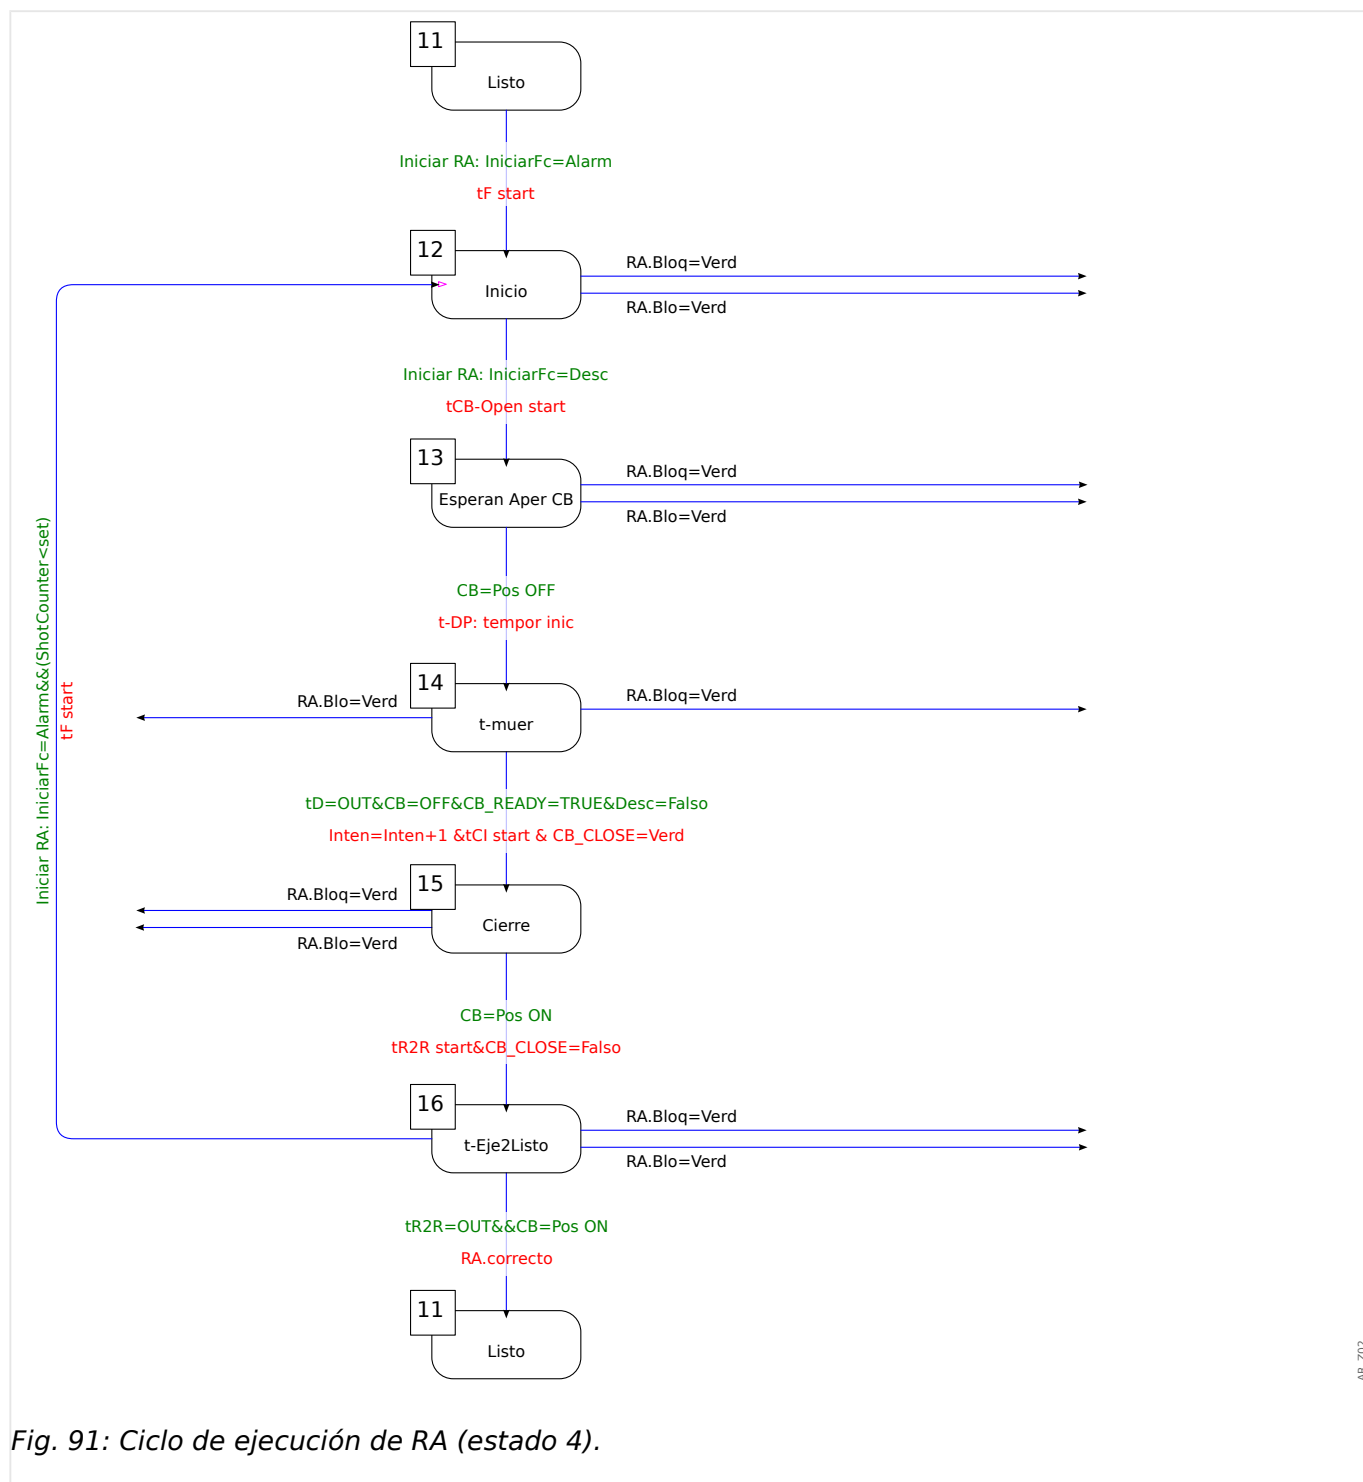 11
Listo
Iniciar RA: IniciarFc=Alarm
tF start
12
Inicio
RA.Bloq=Verd
RA.Blo=Verd
Iniciar RA: IniciarFc=Desc
tCB-Open start
13
Esperan Aper CB
RA.Bloq=Verd
RA.Blo=Verd
CB=Pos OFF
t-DP: tempor inic
Iniciar RA: IniciarFc=Alarm&&(ShotCounter<set)
tF start
14
t-muer
RA.Blo=Verd
RA.Bloq=Verd
tD=OUT&CB=OFF&CB_READY=TRUE&Desc=Falso
Inten=Inten+1 &tCl start & CB_CLOSE=Verd
15
Cierre
RA.Bloq=Verd
RA.Blo=Verd
CB=Pos ON
tR2R start&CB_CLOSE=Falso
16
t-Eje2Listo
RA.Bloq=Verd
RA.Blo=Verd
tR2R=OUT&&CB=Pos ON
RA.correcto
11
Listo
Fig. 91: Ciclo de ejecución de RA (estado 4).